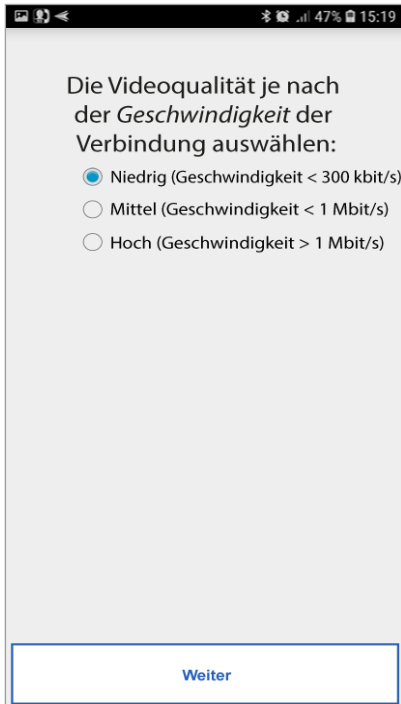 47% 15:19
Die Videoqualität je nach
der Geschwindigkeit der
Verbindung auswählen:
Niedrig (Geschwindigkeit < 300 kbit/s)
Mittel (Geschwindigkeit < 1 Mbit/s)
Hoch (Geschwindigkeit > 1 Mbit/s)
Weiter